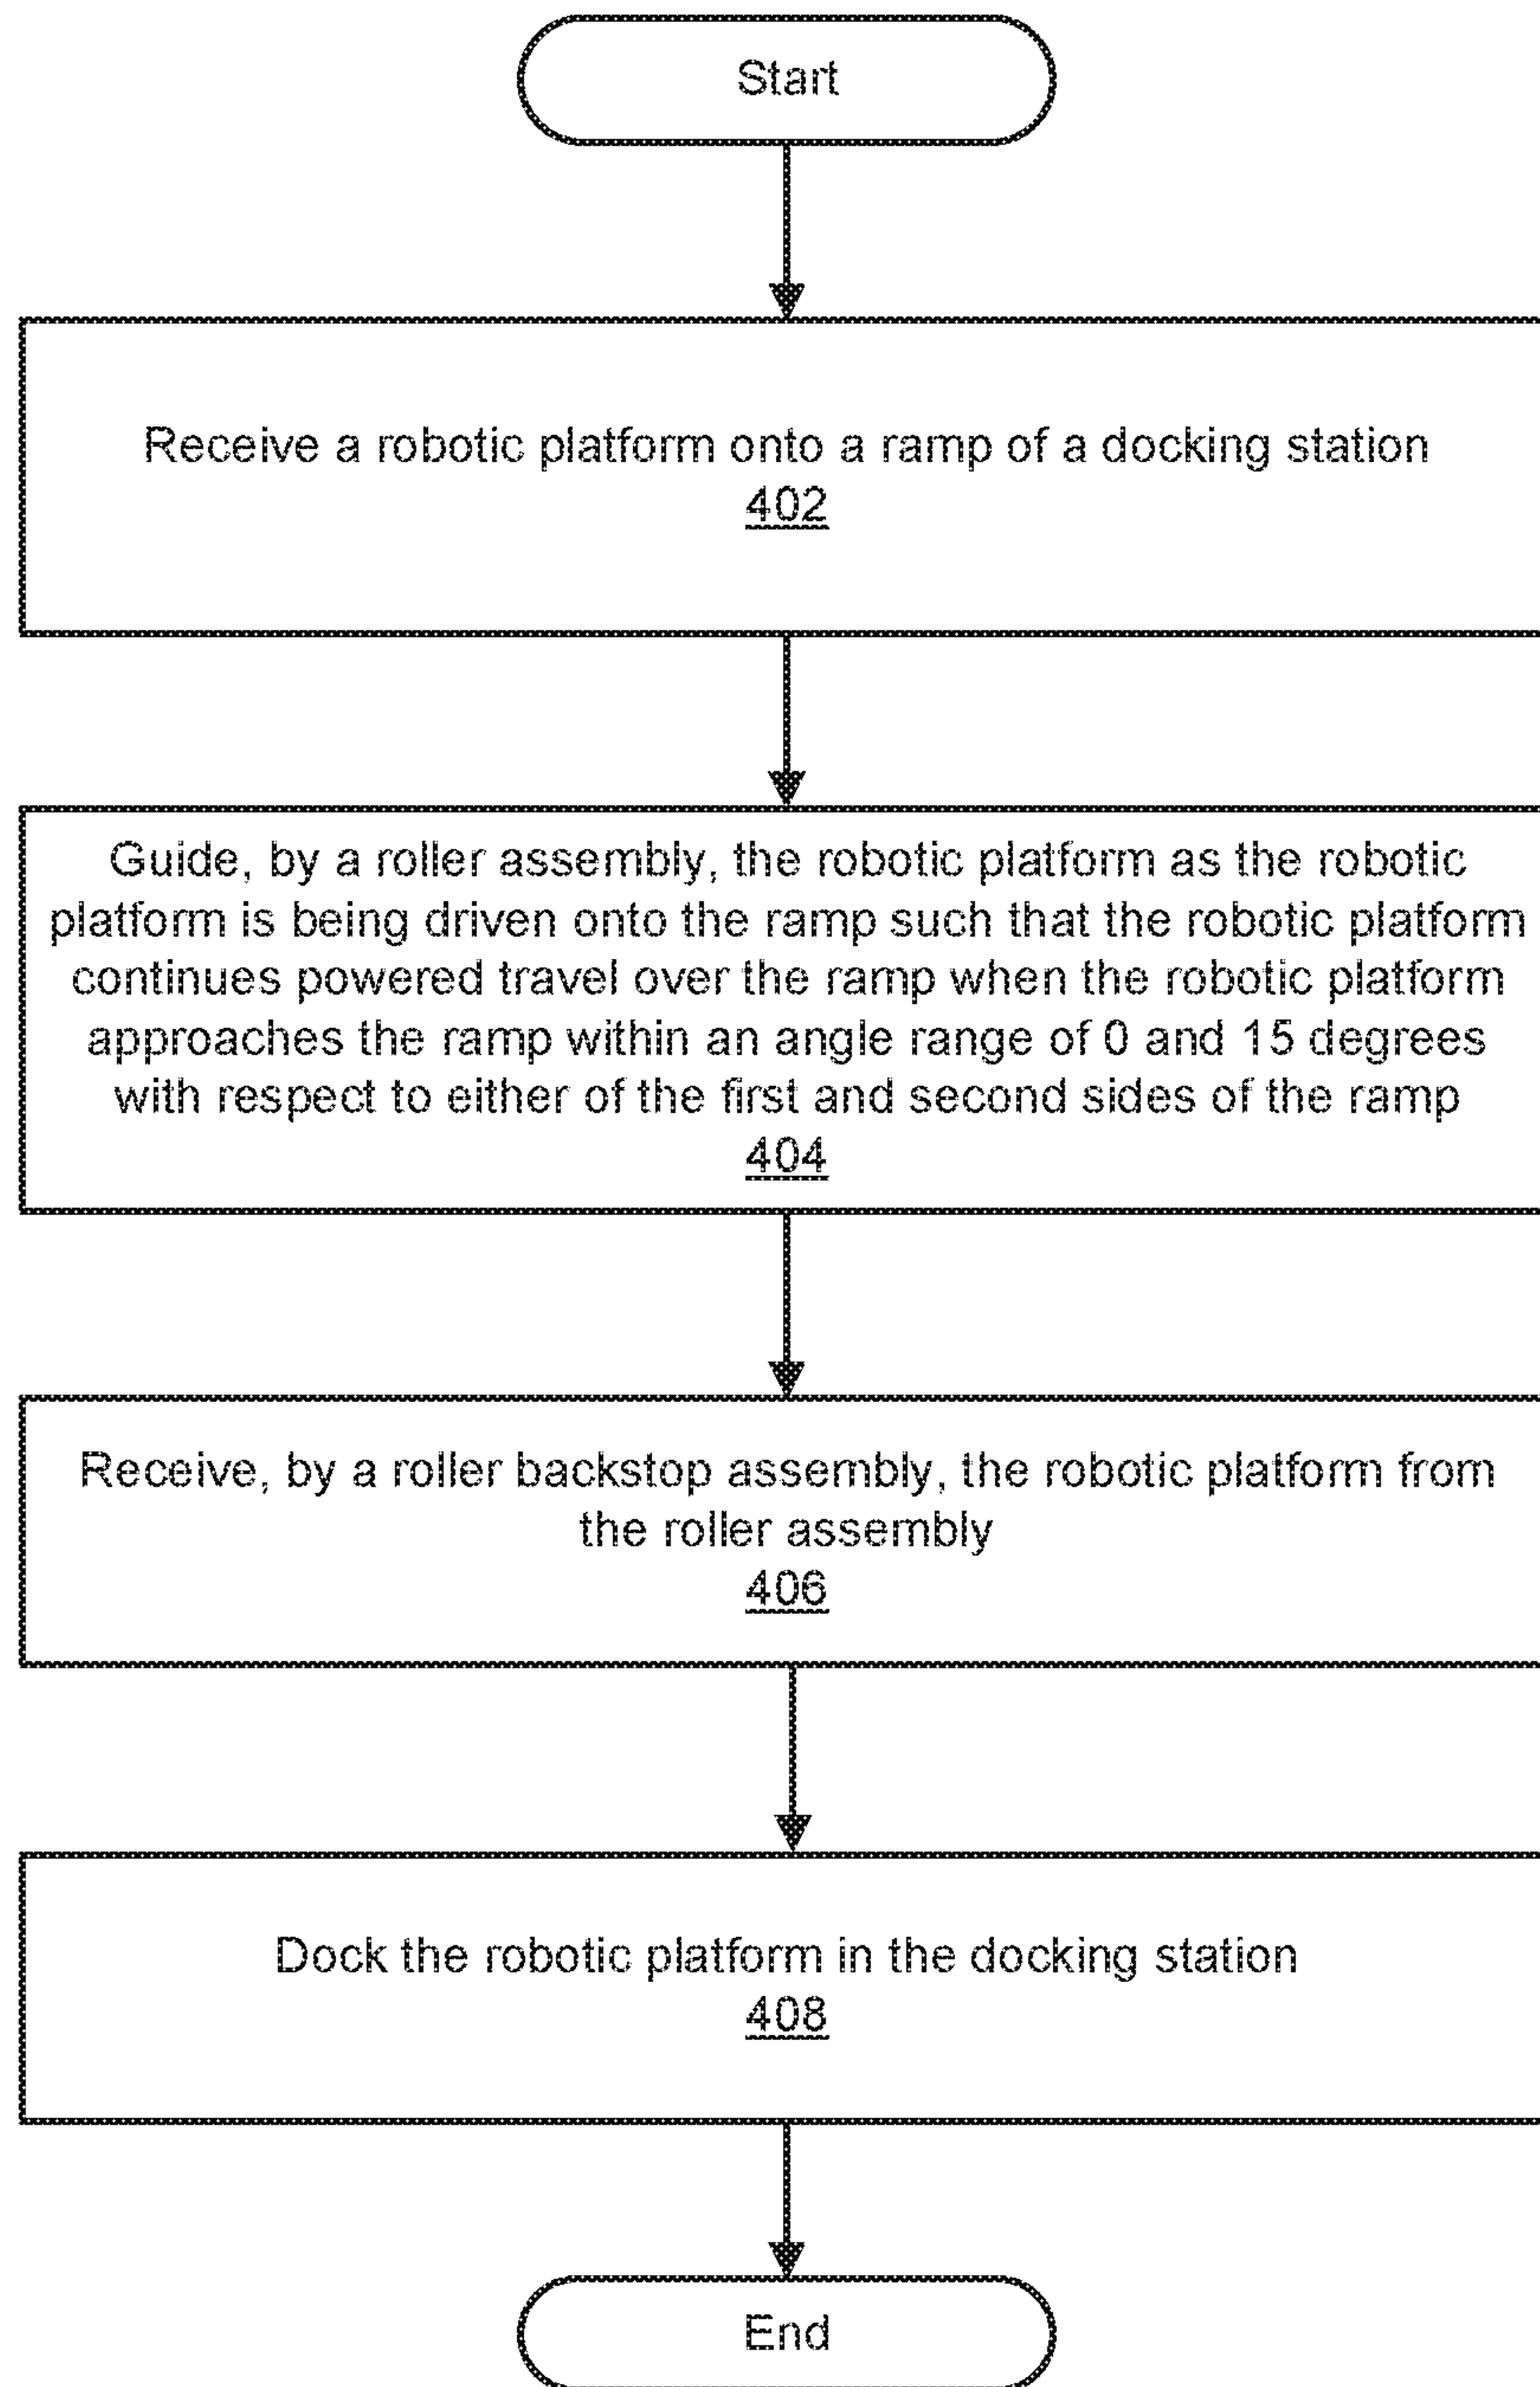 Start
Receive a robotic platform onto a ramp of a docking station
402
Guide, by a roller assembly, the robotic platform as the robotic
platform is being driven onto the ramp such that the robotic platform
continues powered travel over the ramp when the robotic platform
approaches the ramp within an angle range of 0 and 15 degrees
with respect to either of the first and second sides of the ramp
404
Receive, by a roller backstop assembly, the robotic platform from
the roller assembly
406
Dock the robotic platform in the docking station
408
End